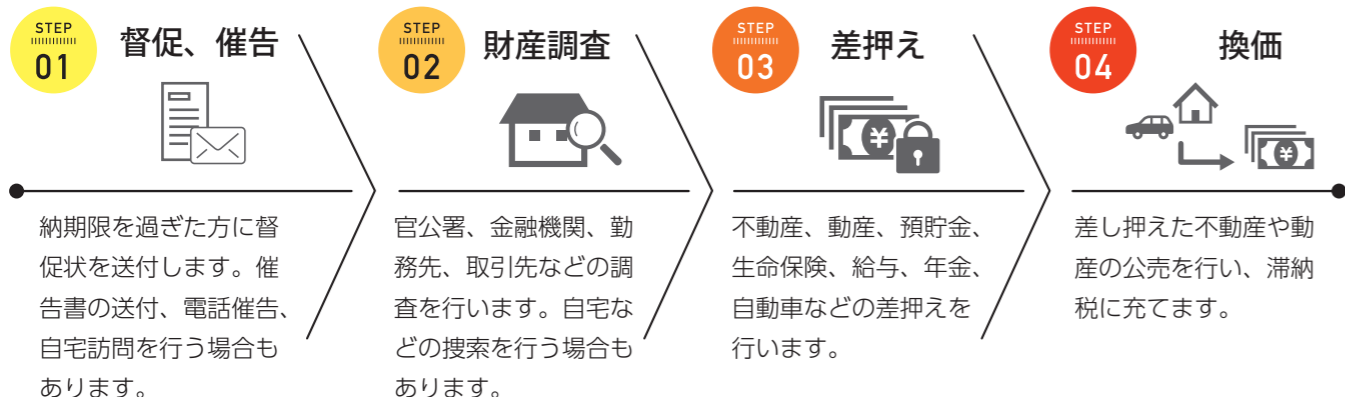 STEP
01
督促、催告
納期限を過ぎた方に督
促状を送付します。催
告書の送付、電話催告、
自宅訪問を行う場合も
あります。
STEP
02
財産調査
官公署、金融機関、勤
務先、取引先などの調
査を行います。自宅な
どの捜索を行う場合も
あります。
STEP
03
差押え
¥
不動産、動産、預貯金、
生命保険、給与、年金、
自動車などの差押えを
行います。
STEP
04
換価
¥
差し押えた不動産や動
産の公売を行い、滞納
税に充てます。